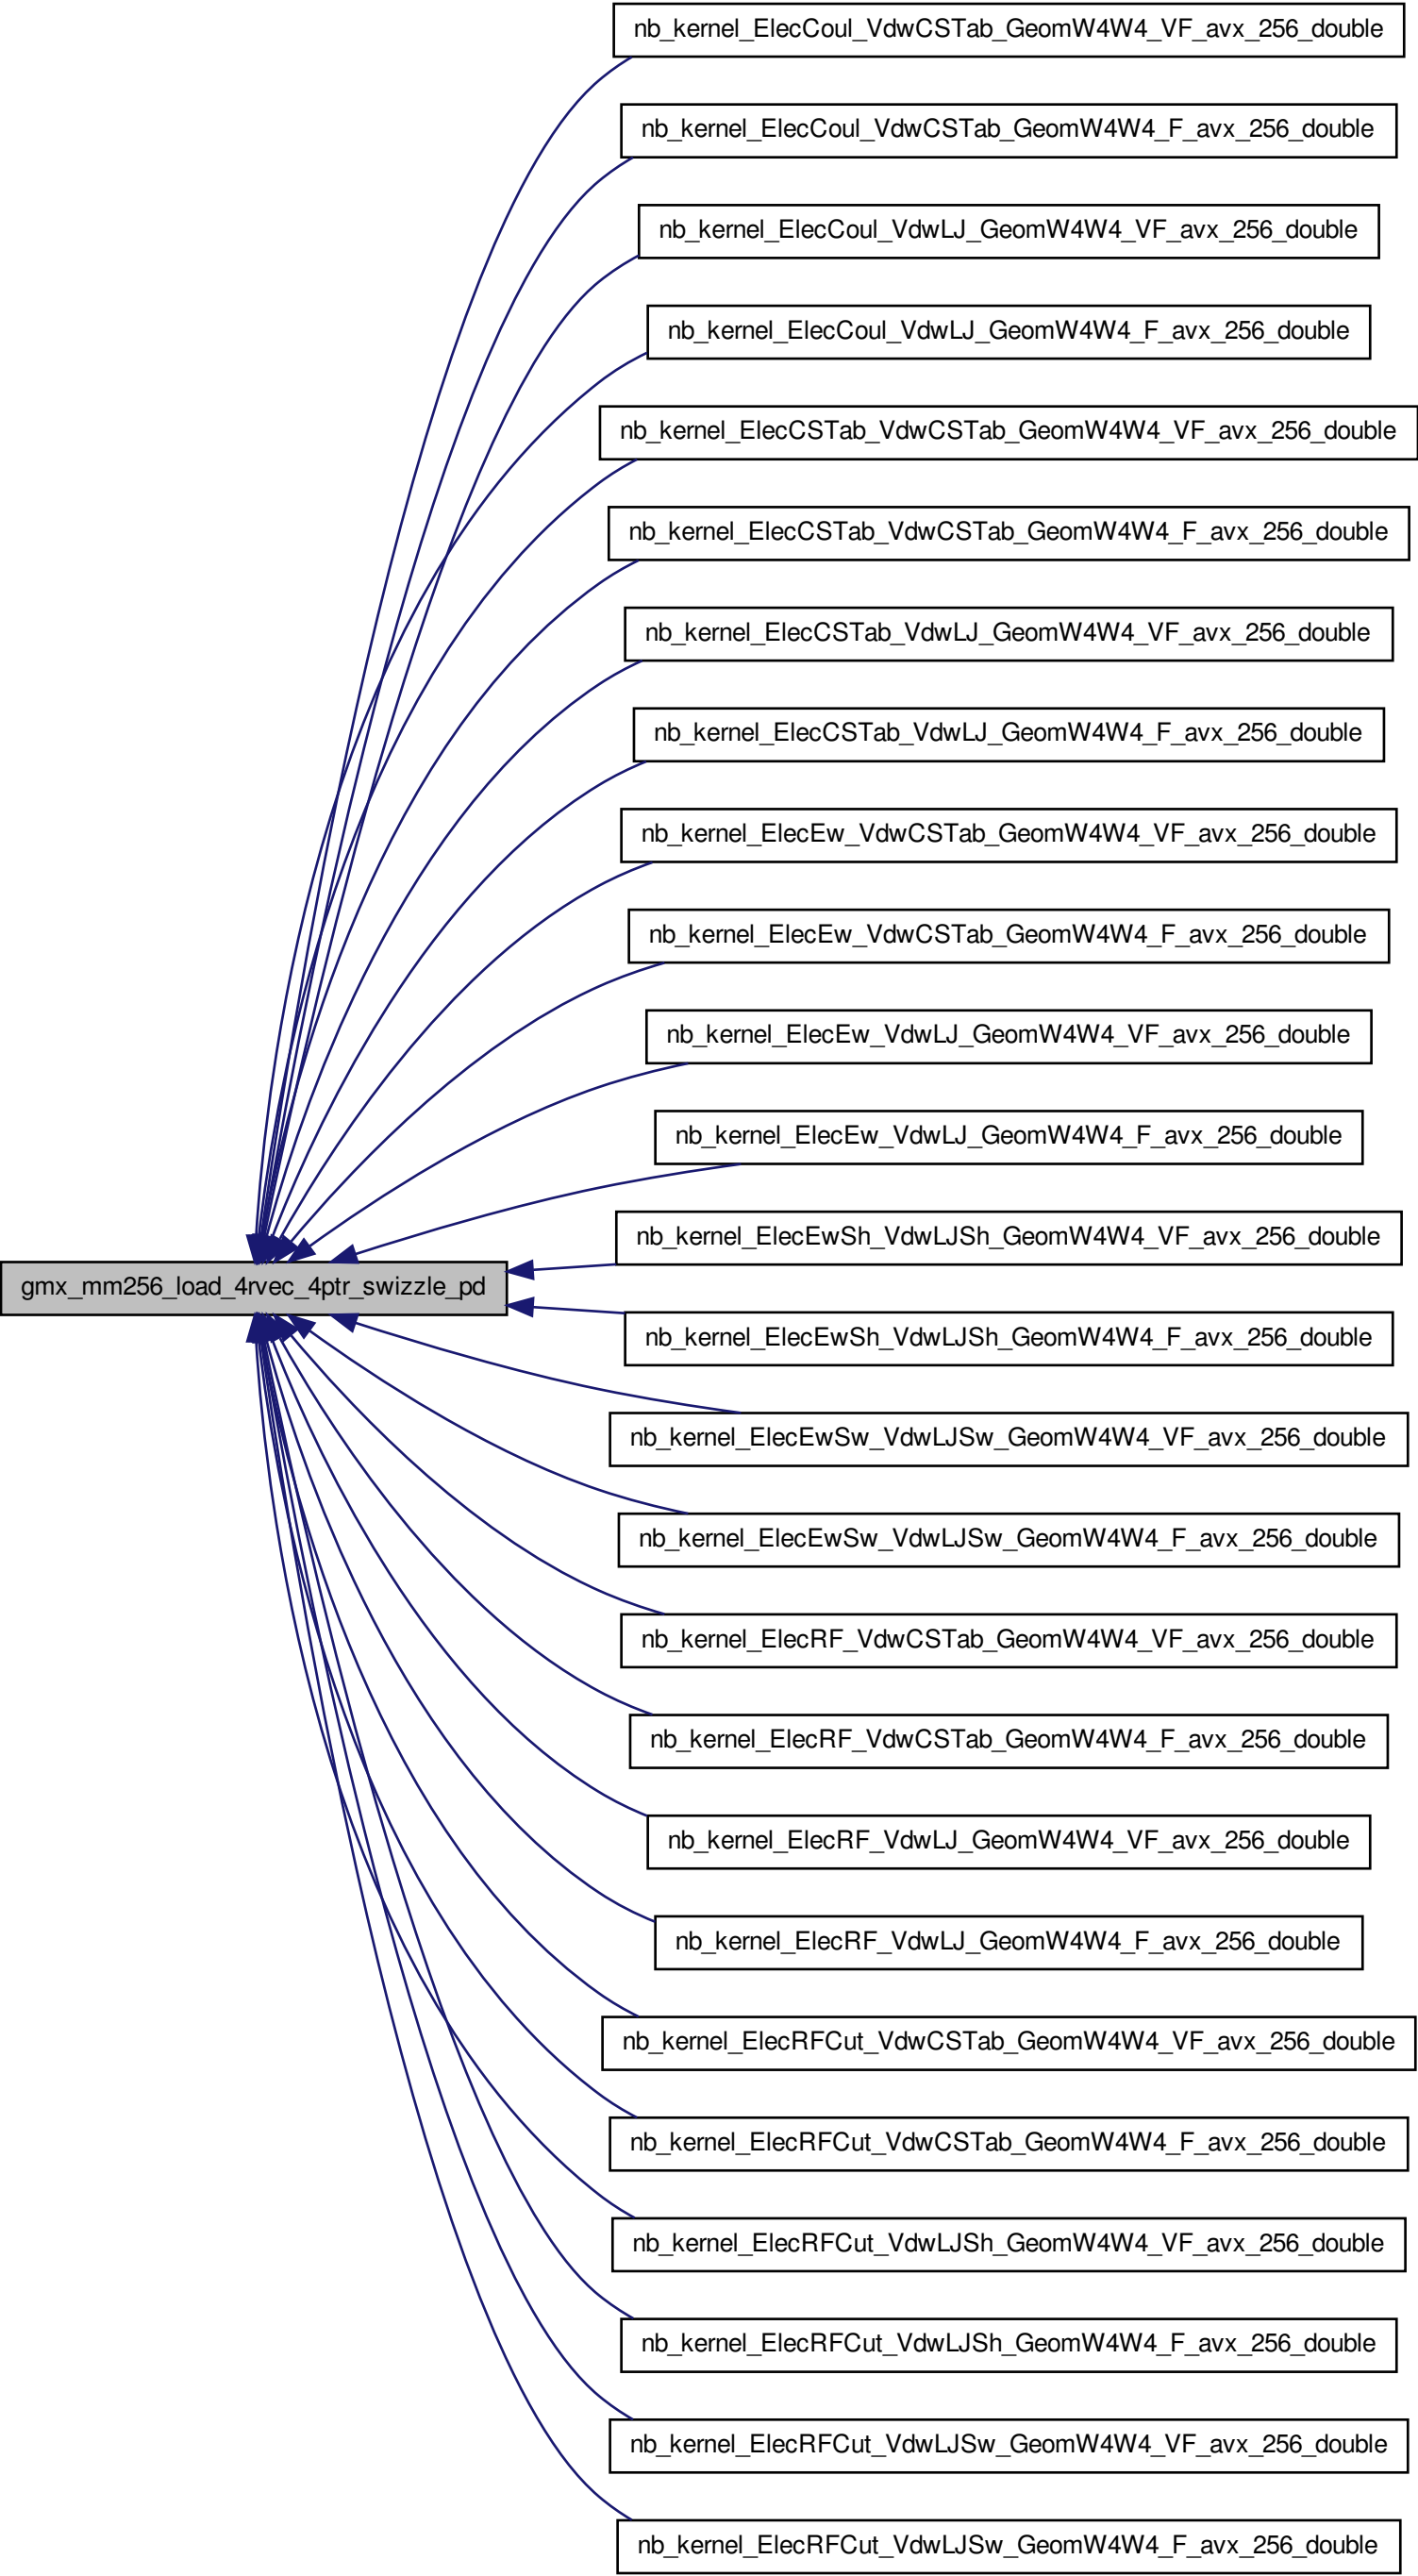 nb_kernel_ElecCoul_VdwCSTab_GeomW4W4_VF_avx_256_double
nb_kernel_ElecCoul_VdwCSTab_GeomW4W4_F_avx_256_double
nb_kernel_ElecCoul_VdwLJ_GeomW4W4_VF_avx_256_double
nb_kernel_ElecCoul_VdwLJ_GeomW4W4_F_avx_256_double
nb_kernel_ElecCSTab_VdwCSTab_GeomW4W4_VF_avx_256_double
nb_kernel_ElecCSTab_VdwCSTab_GeomW4W4_F_avx_256_double
nb_kernel_ElecCSTab_VdwLJ_GeomW4W4_VF_avx_256_double
nb_kernel_ElecCSTab_VdwLJ_GeomW4W4_F_avx_256_double
nb_kernel_ElecEw_VdwCSTab_GeomW4W4_VF_avx_256_double
nb_kernel_ElecEw_VdwCSTab_GeomW4W4_F_avx_256_double
nb_kernel_ElecEw_VdwLJ_GeomW4W4_VF_avx_256_double
nb_kernel_ElecEw_VdwLJ_GeomW4W4_F_avx_256_double
nb_kernel_ElecEwSh_VdwLJSh_GeomW4W4_VF_avx_256_double
gmx_mm256_load_4rvec_4ptr_swizzle_pd
nb_kernel_ElecEwSh_VdwLJSh_GeomW4W4_F_avx_256_double
nb_kernel_ElecEwSw_VdwLJSw_GeomW4W4_VF_avx_256_double
nb_kernel_ElecEwSw_VdwLJSw_GeomW4W4_F_avx_256_double
nb_kernel_ElecRF_VdwCSTab_GeomW4W4_VF_avx_256_double
nb_kernel_ElecRF_VdwCSTab_GeomW4W4_F_avx_256_double
nb_kernel_ElecRF_VdwLJ_GeomW4W4_VF_avx_256_double
nb_kernel_ElecRF_VdwLJ_GeomW4W4_F_avx_256_double
nb_kernel_ElecRFCut_VdwCSTab_GeomW4W4_VF_avx_256_double
nb_kernel_ElecRFCut_VdwCSTab_GeomW4W4_F_avx_256_double
nb_kernel_ElecRFCut_VdwLJSh_GeomW4W4_VF_avx_256_double
nb_kernel_ElecRFCut_VdwLJSh_GeomW4W4_F_avx_256_double
nb_kernel_ElecRFCut_VdwLJSw_GeomW4W4_VF_avx_256_double
nb_kernel_ElecRFCut_VdwLJSw_GeomW4W4_F_avx_256_double